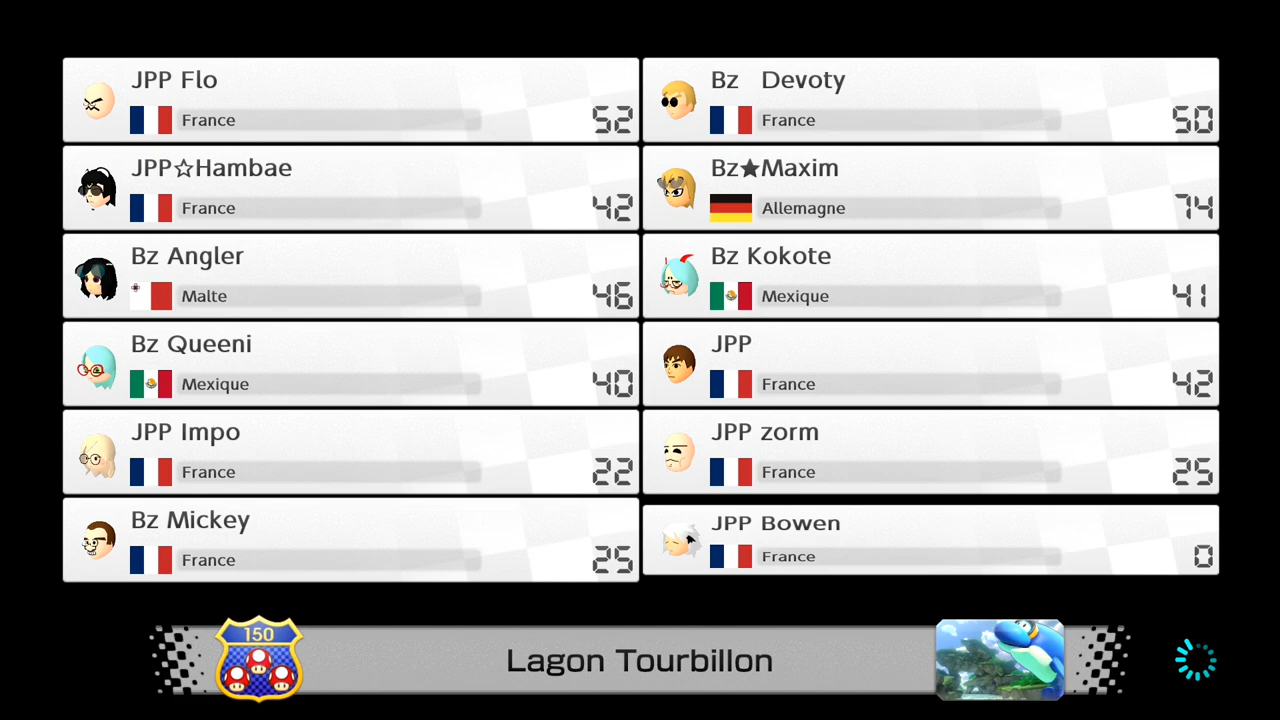 JPP Flo
France
52
Bz Devoty
France
50
JPP☆Hambae
France
42
Bz★Maxim
Allemagne
74
Bz Angler
Malte
46
Bz Kokote
Mexique
41
Bz Queeni
Mexique
40
JPP
France
42
JPP Impo
France
22
JPP zorm
France
25
Bz Mickey
France
25
JPP Bowen
France
0
150
Lagon Tourbillon